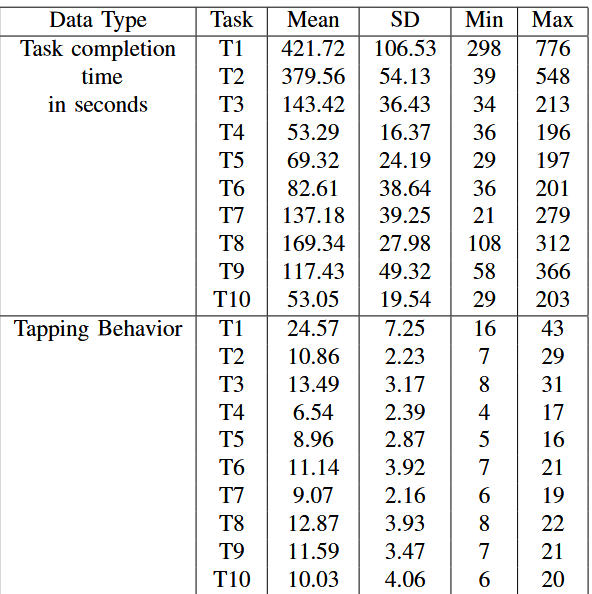 Data Type Task Mean SD Min Max
Task completion T1 421.72 106.53 298 776
time T2 379.56 54.13 39 548
in seconds T3 143.42 36.43 34 213
T4 53.29 16.37 36 196
T5 69.32 24.19 29 197
T6 82.61 38.64 36 201
T7 137.18 39.25 21 279
T8 169.34 27.98 108 312
T9 117.43 49.32 58 366
T10 53.05 19.54 29 203
Tapping Behavior T1 24.57 7.25 16 43
T2 10.86 2.23 7 29
T3 13.49 3.17 8 31
T4 6.54 2.39 4 17
T5 8.96 2.87 5 16
T6 11.14 3.92 7 21
T7 9.07 2.16 6 19
T8 12.87 3.93 8 22
T9 11.59 3.47 7 21
T10 10.03 4.06 6 20